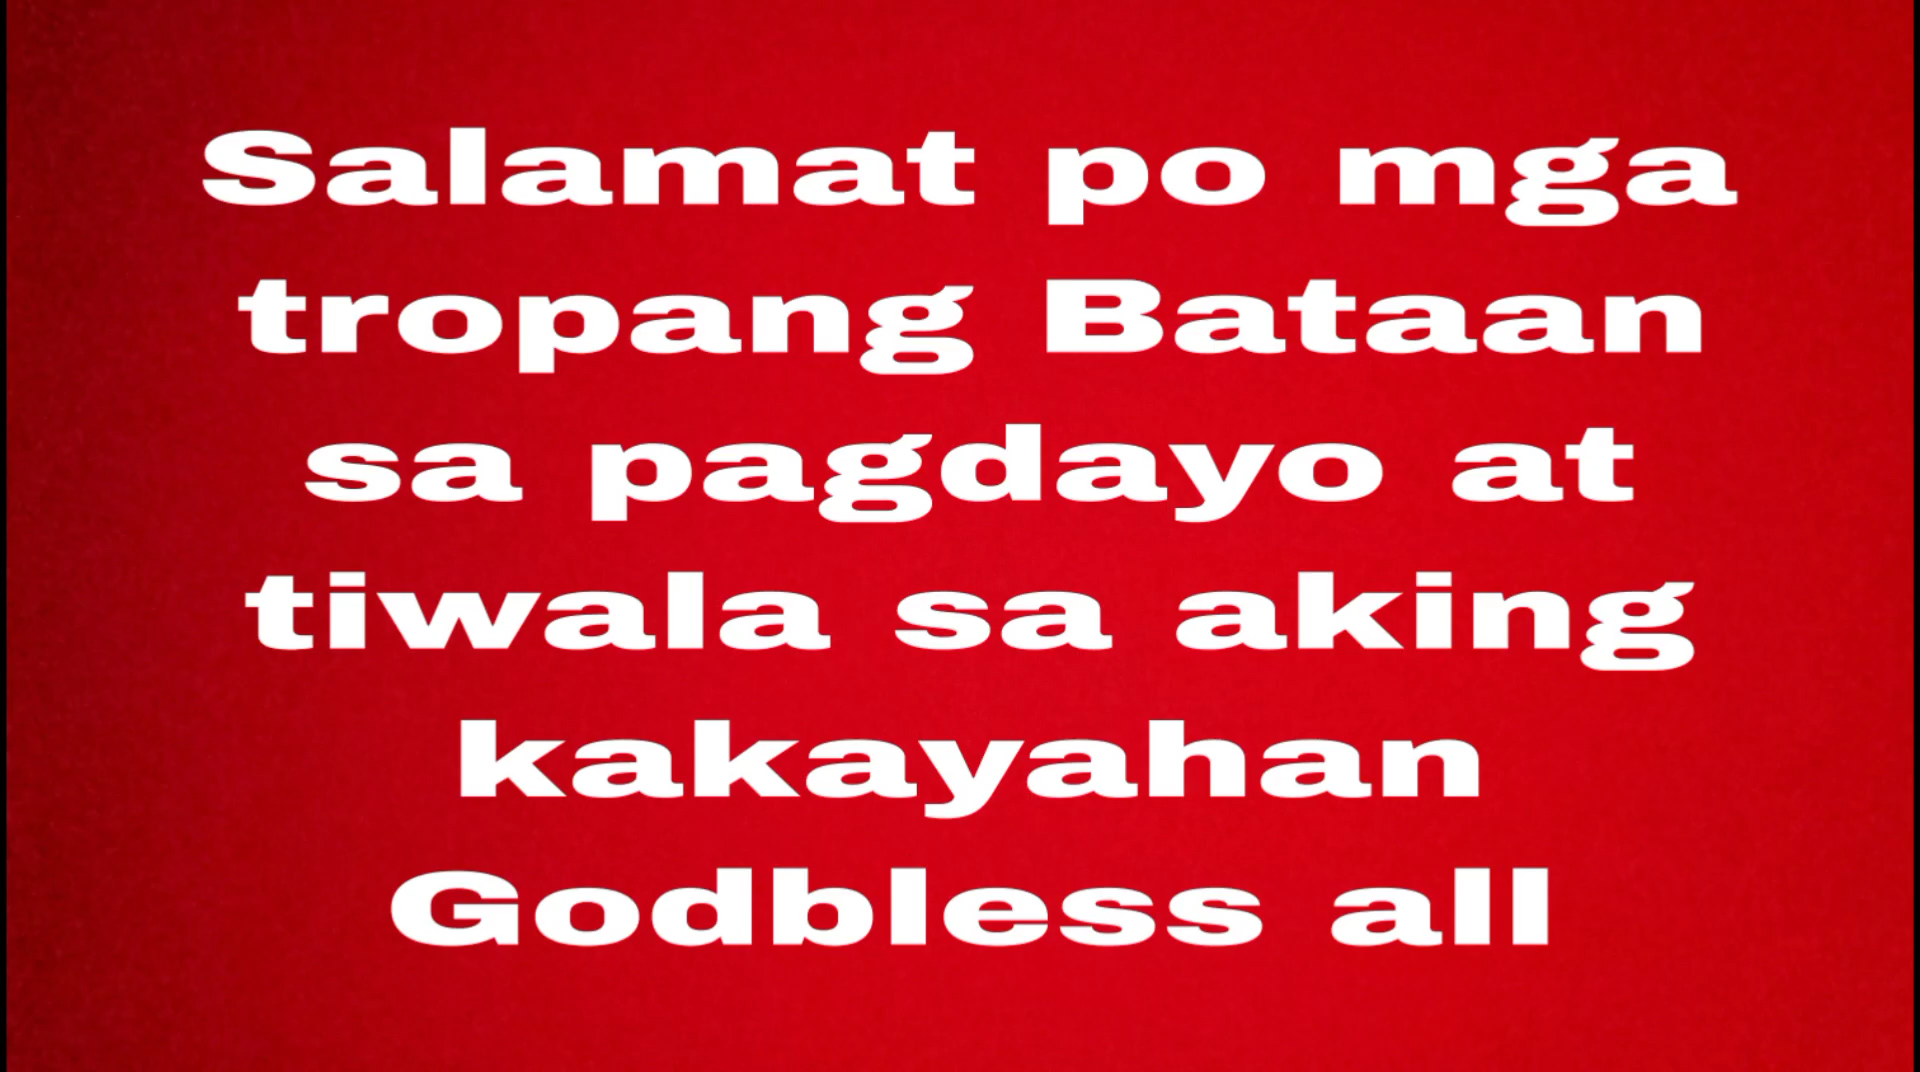 Salamat po mga
tropang Bataan
sa pagdayo at
tiwala sa aking
kakayahan
Godbless all